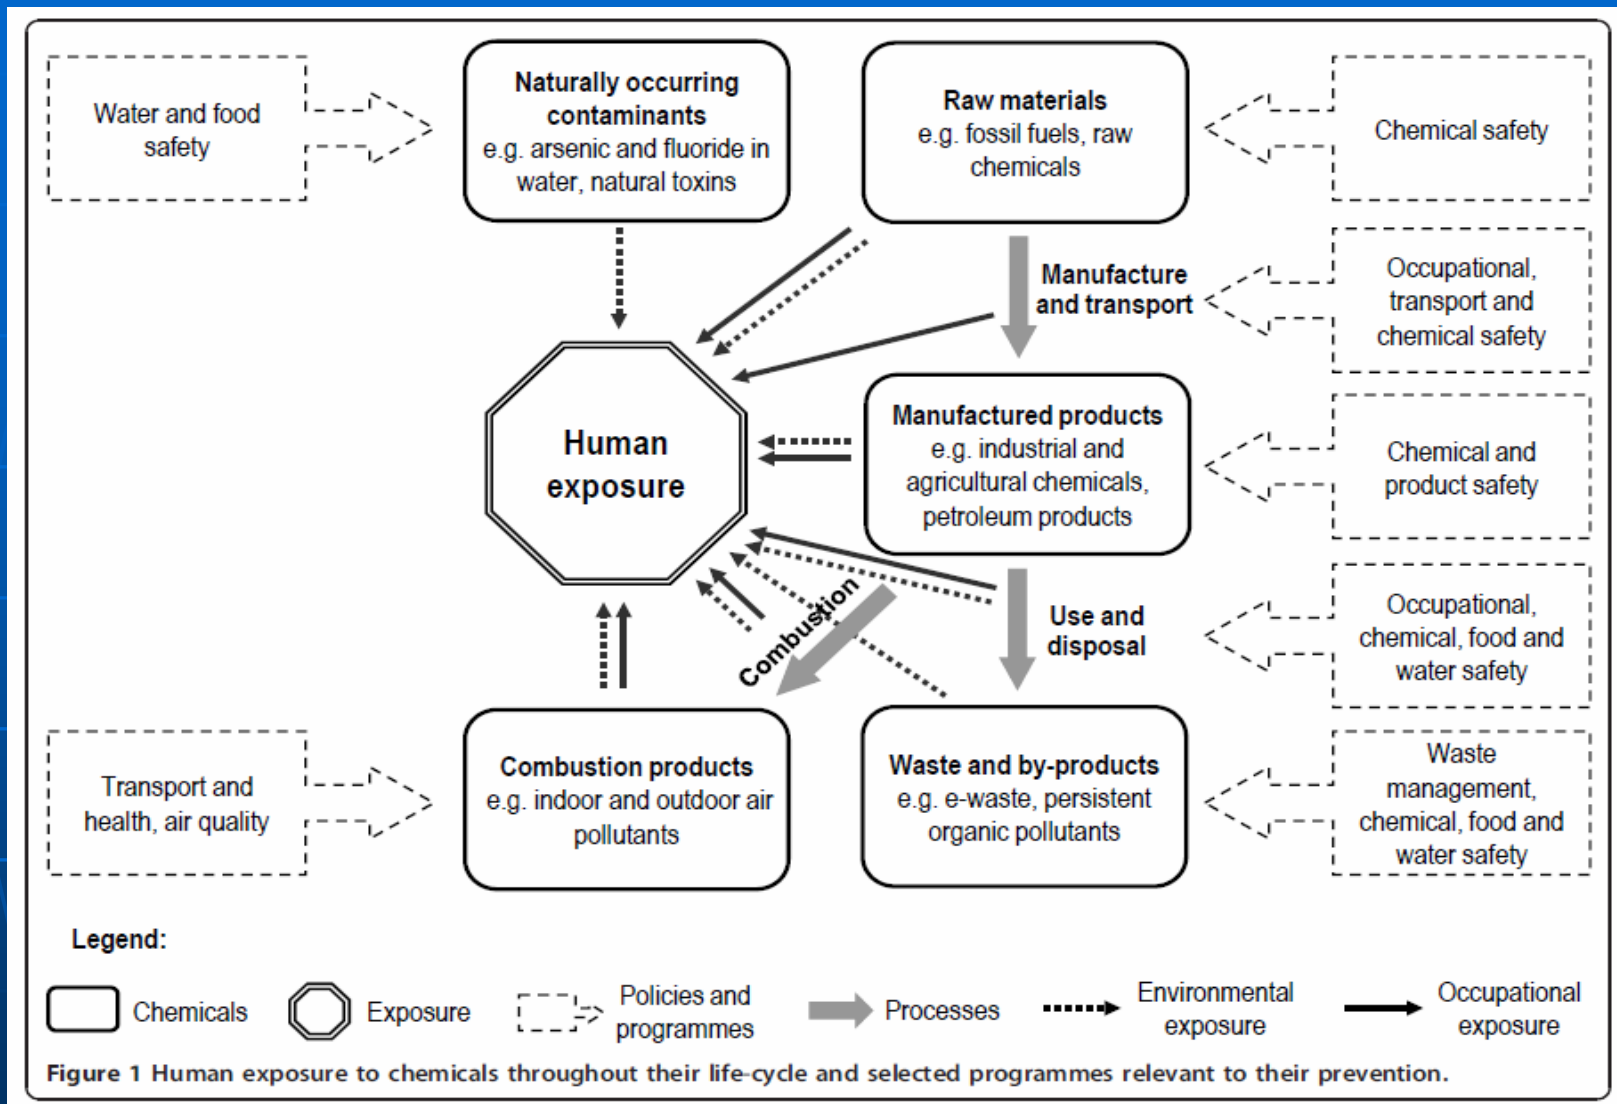 Water and food
safety
Naturally occurring
contaminants
e.g. arsenic and fluoride in
water, natural toxins
Raw materials
e.g. fossil fuels, raw
chemicals
Chemical safety
Manufacture
and transport
Occupational,
transport and
chemical safety
Human
exposure
Manufactured products
e.g. industrial and
agricultural chemicals,
petroleum products
Chemical and
product safety
Combustion
Use and
disposal
Occupational,
chemical, food and
water safety
Transport and
health, air quality
Combustion products
e.g. indoor and outdoor air
pollutants
Waste and by-products
e.g. e-waste, persistent
organic pollutants
Waste
management,
chemical, food and
water safety
Legend:
Chemicals
Exposure
Policies and
programmes
Processes
Environmental
exposure
Occupational
exposure
Figure 1 Human exposure to chemicals throughout their life-cycle and selected programmes relevant to their prevention.